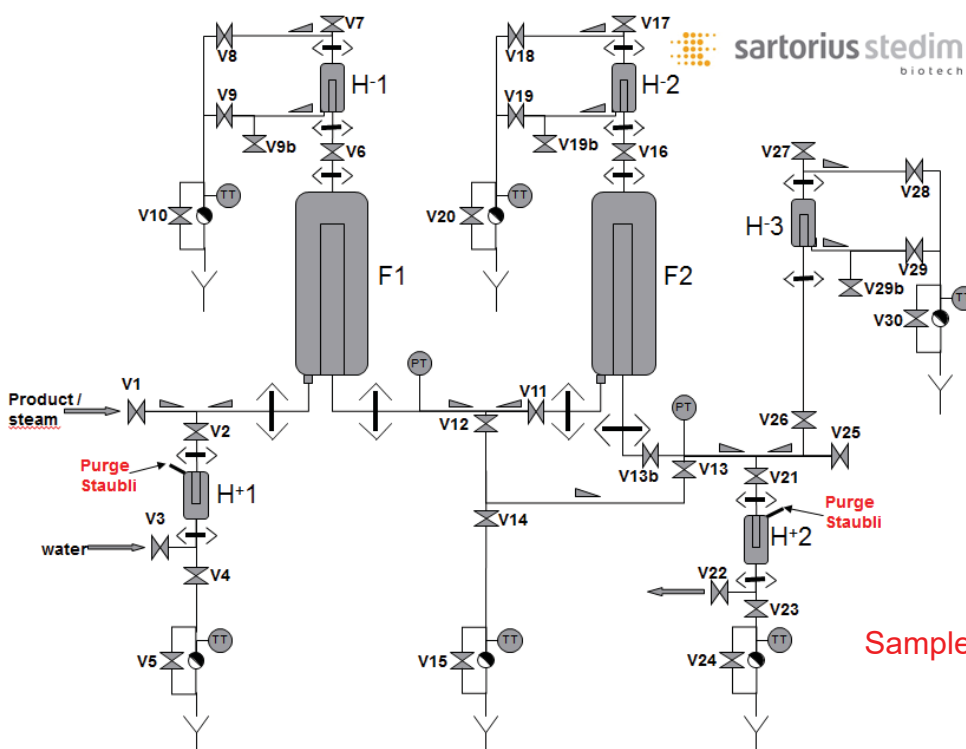 V7
V17
V8
V18
sartorius stedim
biotech
H-1
H-2
V9
V19
V9b
V19b
V6
V16
V27
V28
TT
TT
V10
V20
H-3
F1
F2
V29
V29b
TT
V30
PT
V1
V11
Product /
steam
V12
PT
V26
V25
V2
V13b
V13
V21
Purge
Staubli
H+1
Purge
Staubli
V3
V14
H+2
water
V4
V22
V23
TT
TT
TT
V5
V15
V24
Sample